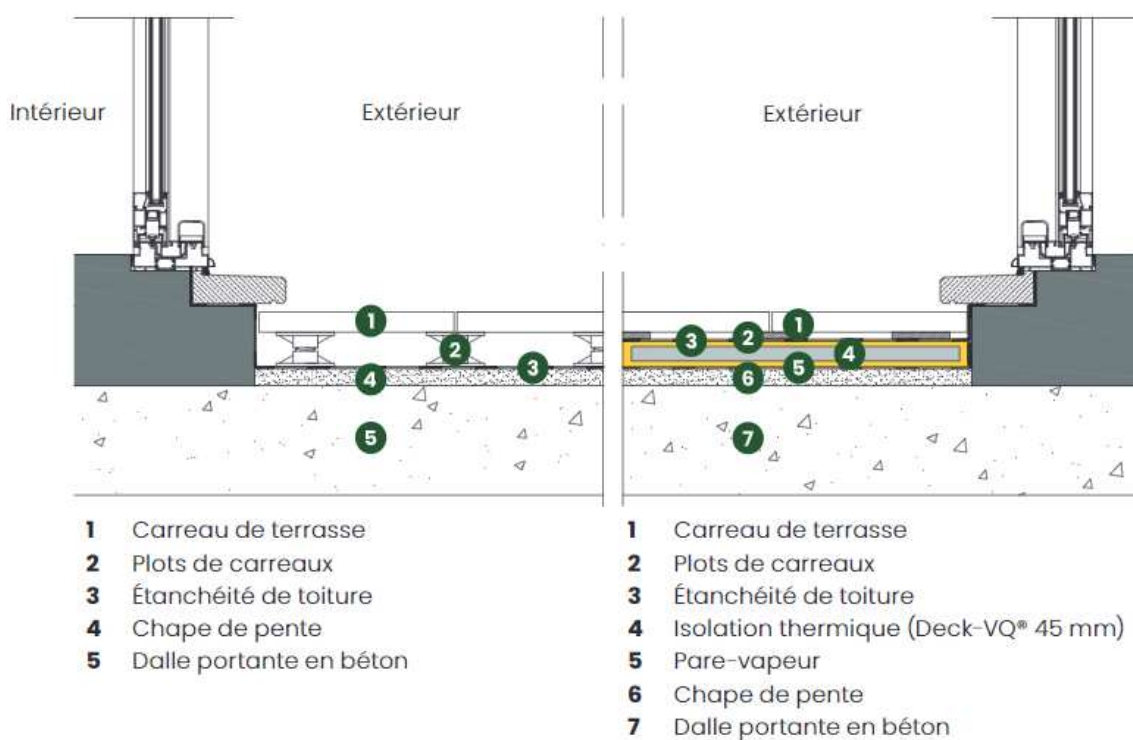 Intérieur
Extérieur
Extérieur
1
2
3
4
5
1
2
3
4
5
6
7
1 Carreau de terrasse
2 Plots de carreaux
3 Étanchéité de toiture
4 Chape de pente
5 Dalle portante en béton
1 Carreau de terrasse
2 Plots de carreaux
3 Étanchéité de toiture
4 Isolation thermique (Deck-VQ® 45 mm)
5 Pare-vapeur
6 Chape de pente
7 Dalle portante en béton